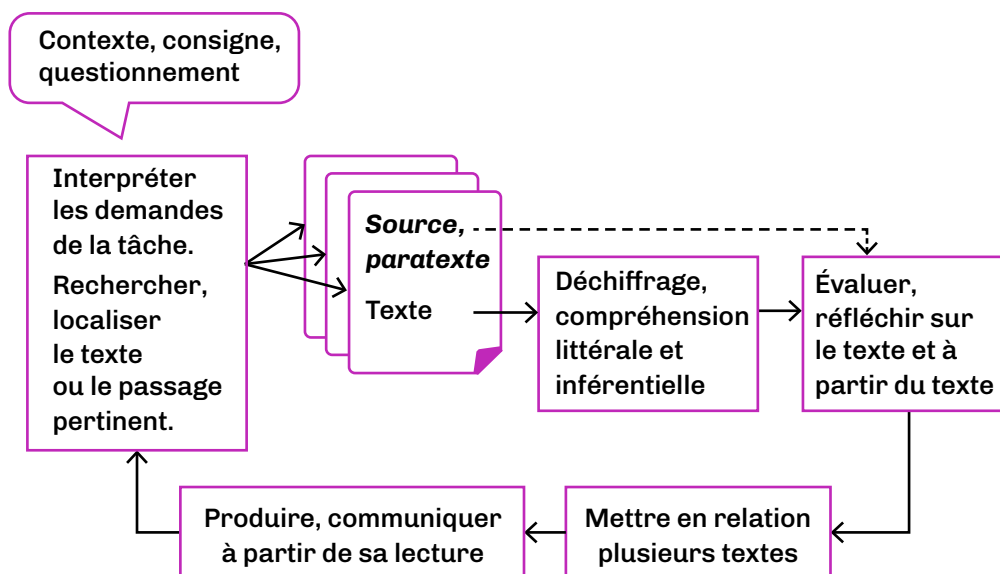 Contexte, consigne,
questionnement
Interpréter
les demandes
de la tâche.
Rechercher,
localiser
le texte
ou le passage
pertinent.
Source,
paratexte
Texte
Déchiffrage,
compréhension
littérale et
inférentielle
Évaluer,
réfléchir sur
le texte et à
partir du texte
Mettre en relation
plusieurs textes
Produire, communiquer
à partir de sa lecture